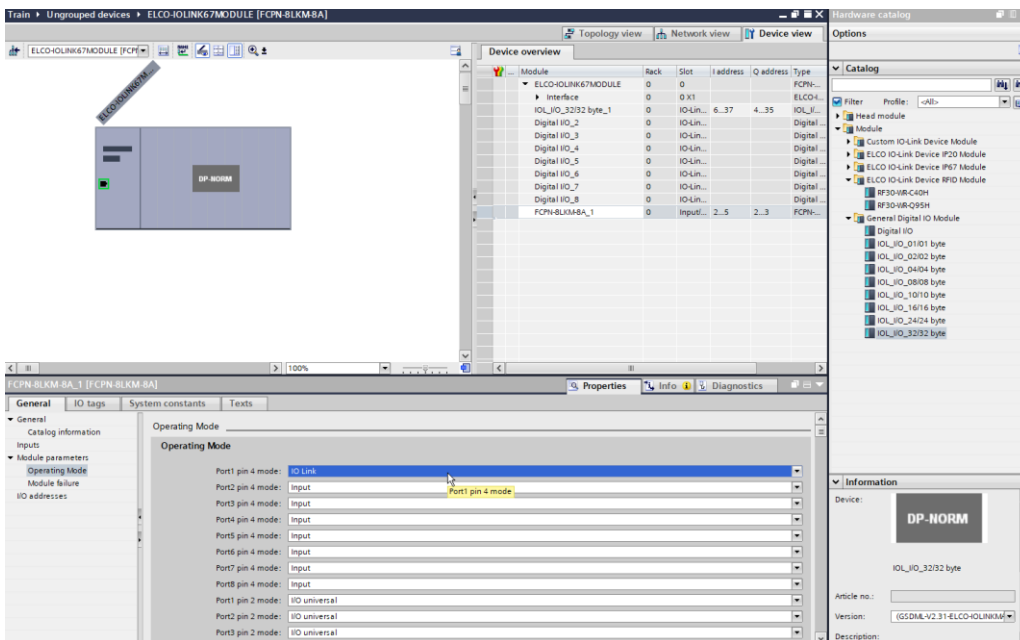 Train › Ungrouped devices › ELCO-IOLINK67MODULE [FCPN-8LKM-8A]
Hardware catalog
Topology view
Network view
Device view
Options
ELCO-IOLINK67MODULE [FCPN
Device overview
... Module Rack Slot I address Q address Type
ELCO-IOLINK67MODULE 0 0 FCPN-...
Interface 0 0 X1 ELCO-I...
IOL_I/O_32/32 byte_1 0 IO-Lin... 6...37 4...35 IOL_I/...
Digital I/O_2 0 IO-Lin... Digital ...
Digital I/O_3 0 IO-Lin... Digital ...
Digital I/O_4 0 IO-Lin... Digital ...
Digital I/O_5 0 IO-Lin... Digital ...
Digital I/O_6 0 IO-Lin... Digital ...
Digital I/O_7 0 IO-Lin... Digital ...
Digital I/O_8 0 IO-Lin... Digital ...
FCPN-8LKM-8A_1 0 Input/... 2...5 2...3 FCPN-...
ELCO-IOLINK67M
DP-NORM
100%
Catalog
Filter Profile: <All>
Head module
Module
Custom IO-Link Device Module
ELCO IO-Link Device IP20 Module
ELCO IO-Link Device IP67 Module
ELCO IO-Link Device RFID Module
RF30-WR-C40H
RF30-WR-Q95H
General Digital IO Module
Digital I/O
IOL_I/O_01/01 byte
IOL_I/O_02/02 byte
IOL_I/O_04/04 byte
IOL_I/O_08/08 byte
IOL_I/O_10/10 byte
IOL_I/O_16/16 byte
IOL_I/O_24/24 byte
IOL_I/O_32/32 byte
FCPN-8LKM-8A_1 [FCPN-8LKM-8A]
Properties
Info
Diagnostics
General
IO tags
System constants
Texts
General
Catalog information
Inputs
Module parameters
Operating Mode
Module failure
I/O addresses
Operating Mode
Operating Mode
Port1 pin 4 mode: IO Link
Port2 pin 4 mode: Input
Port1 pin 4 mode
Port3 pin 4 mode: Input
Port4 pin 4 mode: Input
Port5 pin 4 mode: Input
Port6 pin 4 mode: Input
Port7 pin 4 mode: Input
Port8 pin 4 mode: Input
Port1 pin 2 mode: I/O universal
Port2 pin 2 mode: I/O universal
Port3 pin 2 mode: I/O universal
Information
Device:
DP-NORM
IOL_I/O_32/32 byte
Article no.:
Version: (GSDML-V2.31-ELCO-IOLINKM
Description: